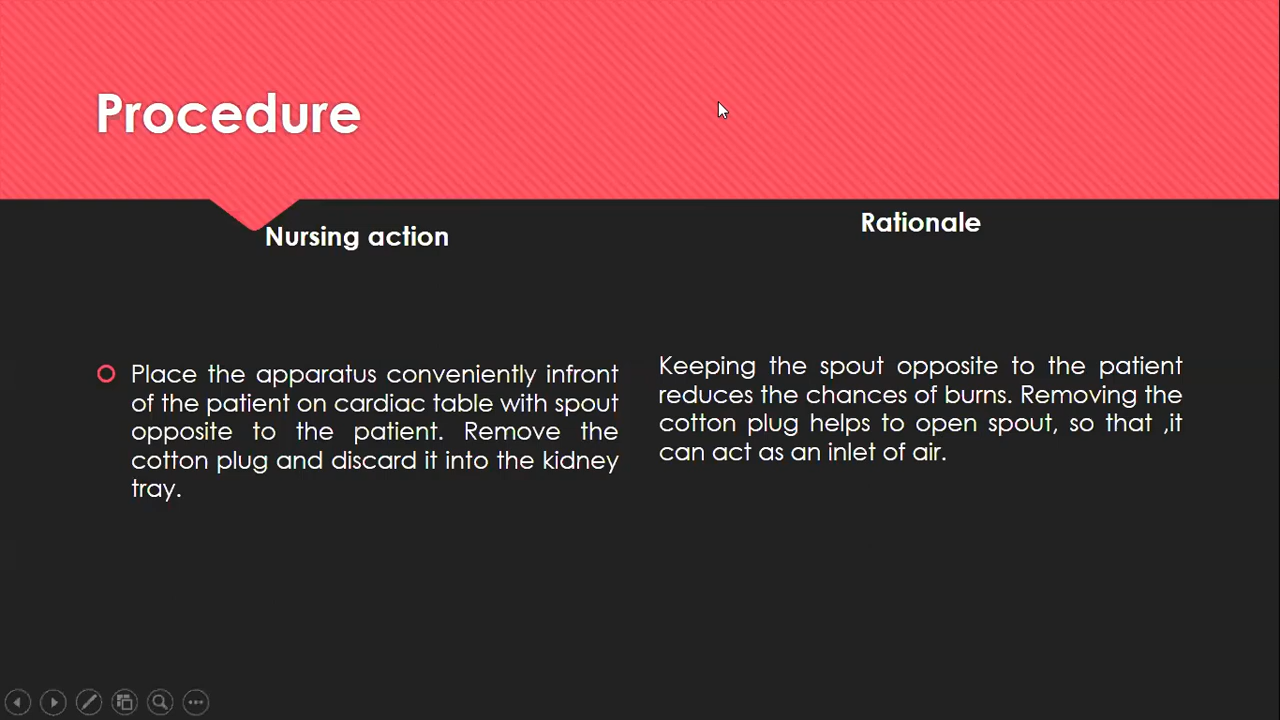 Procedure
Nursing action
Rationale
Place the apparatus conveniently infront
of the patient on cardiac table with spout
opposite to the patient. Remove the
cotton plug and discard it into the kidney
tray.
Keeping the spout opposite to the patient
reduces the chances of burns. Removing the
cotton plug helps to open spout, so that ,it
can act as an inlet of air.